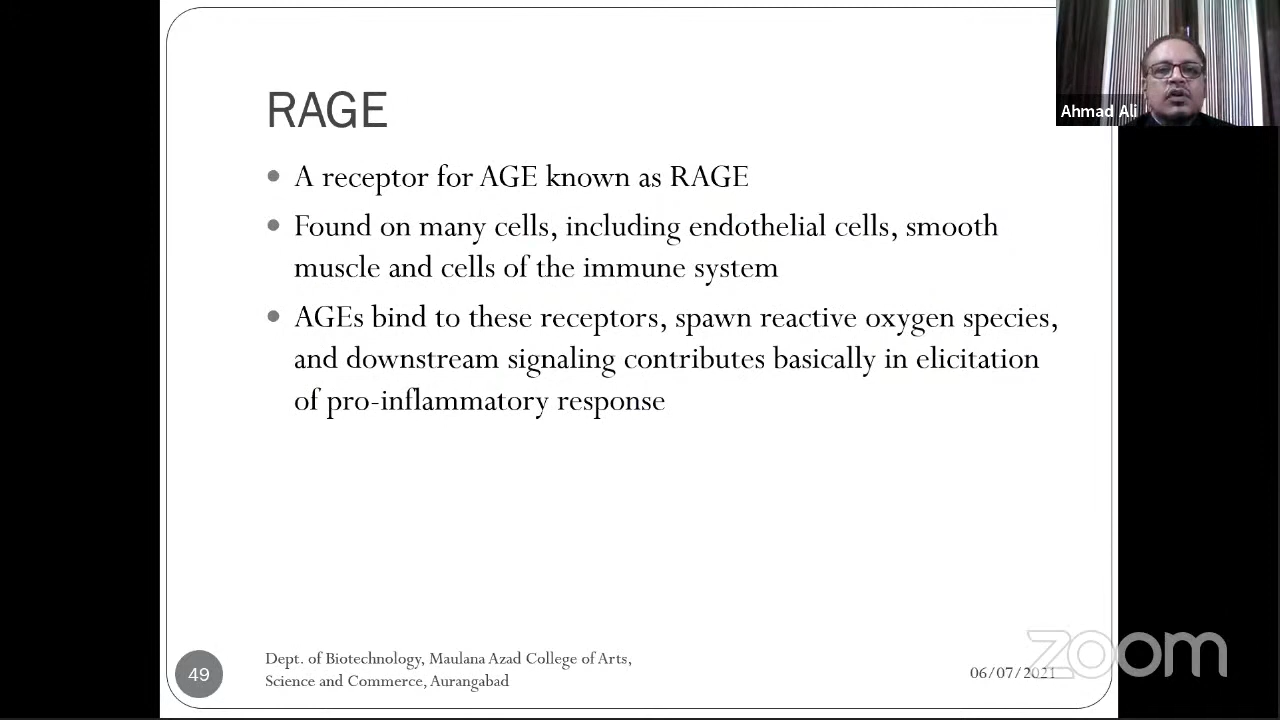 RAGE
A receptor for AGE known as RAGE
Found on many cells, including endothelial cells, smooth
muscle and cells of the immune system
AGEs bind to these receptors, spawn reactive oxygen species,
and downstream signaling contributes basically in elicitation
of pro-inflammatory response
Ahmad Ali
49
Dept. of Biotechnology, Maulana Azad College of Arts,
Science and Commerce, Aurangabad
06/07/2021
zoom